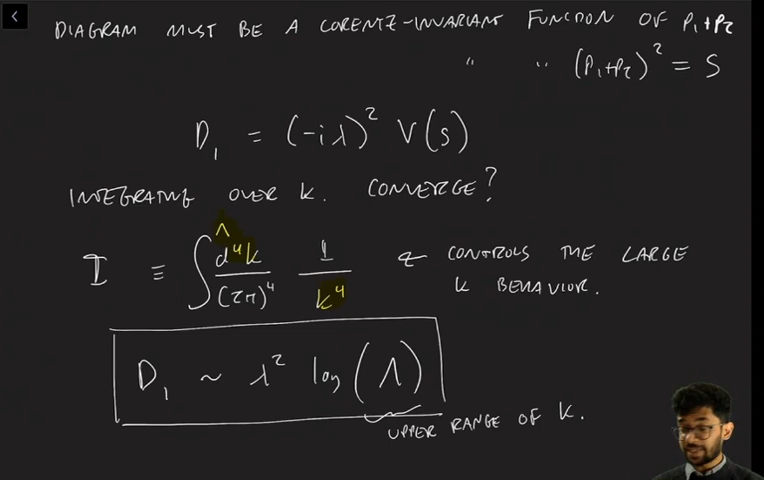 DIAGRAM MUST BE A LORENTZ-INVARIANT FUNCTION OF P₁+P₂
" " (P₁+P₂)² = S
D₁ = (-iλ)² V(s)
INTEGRATING OVER k. CONVERGE?
I ≡ ∫^Λ d⁴k/(2π)⁴ 1/k⁴ ← CONTROLS THE LARGE
k BEHAVIOR.
D₁ ~ λ² log(Λ)
UPPER RANGE OF k.